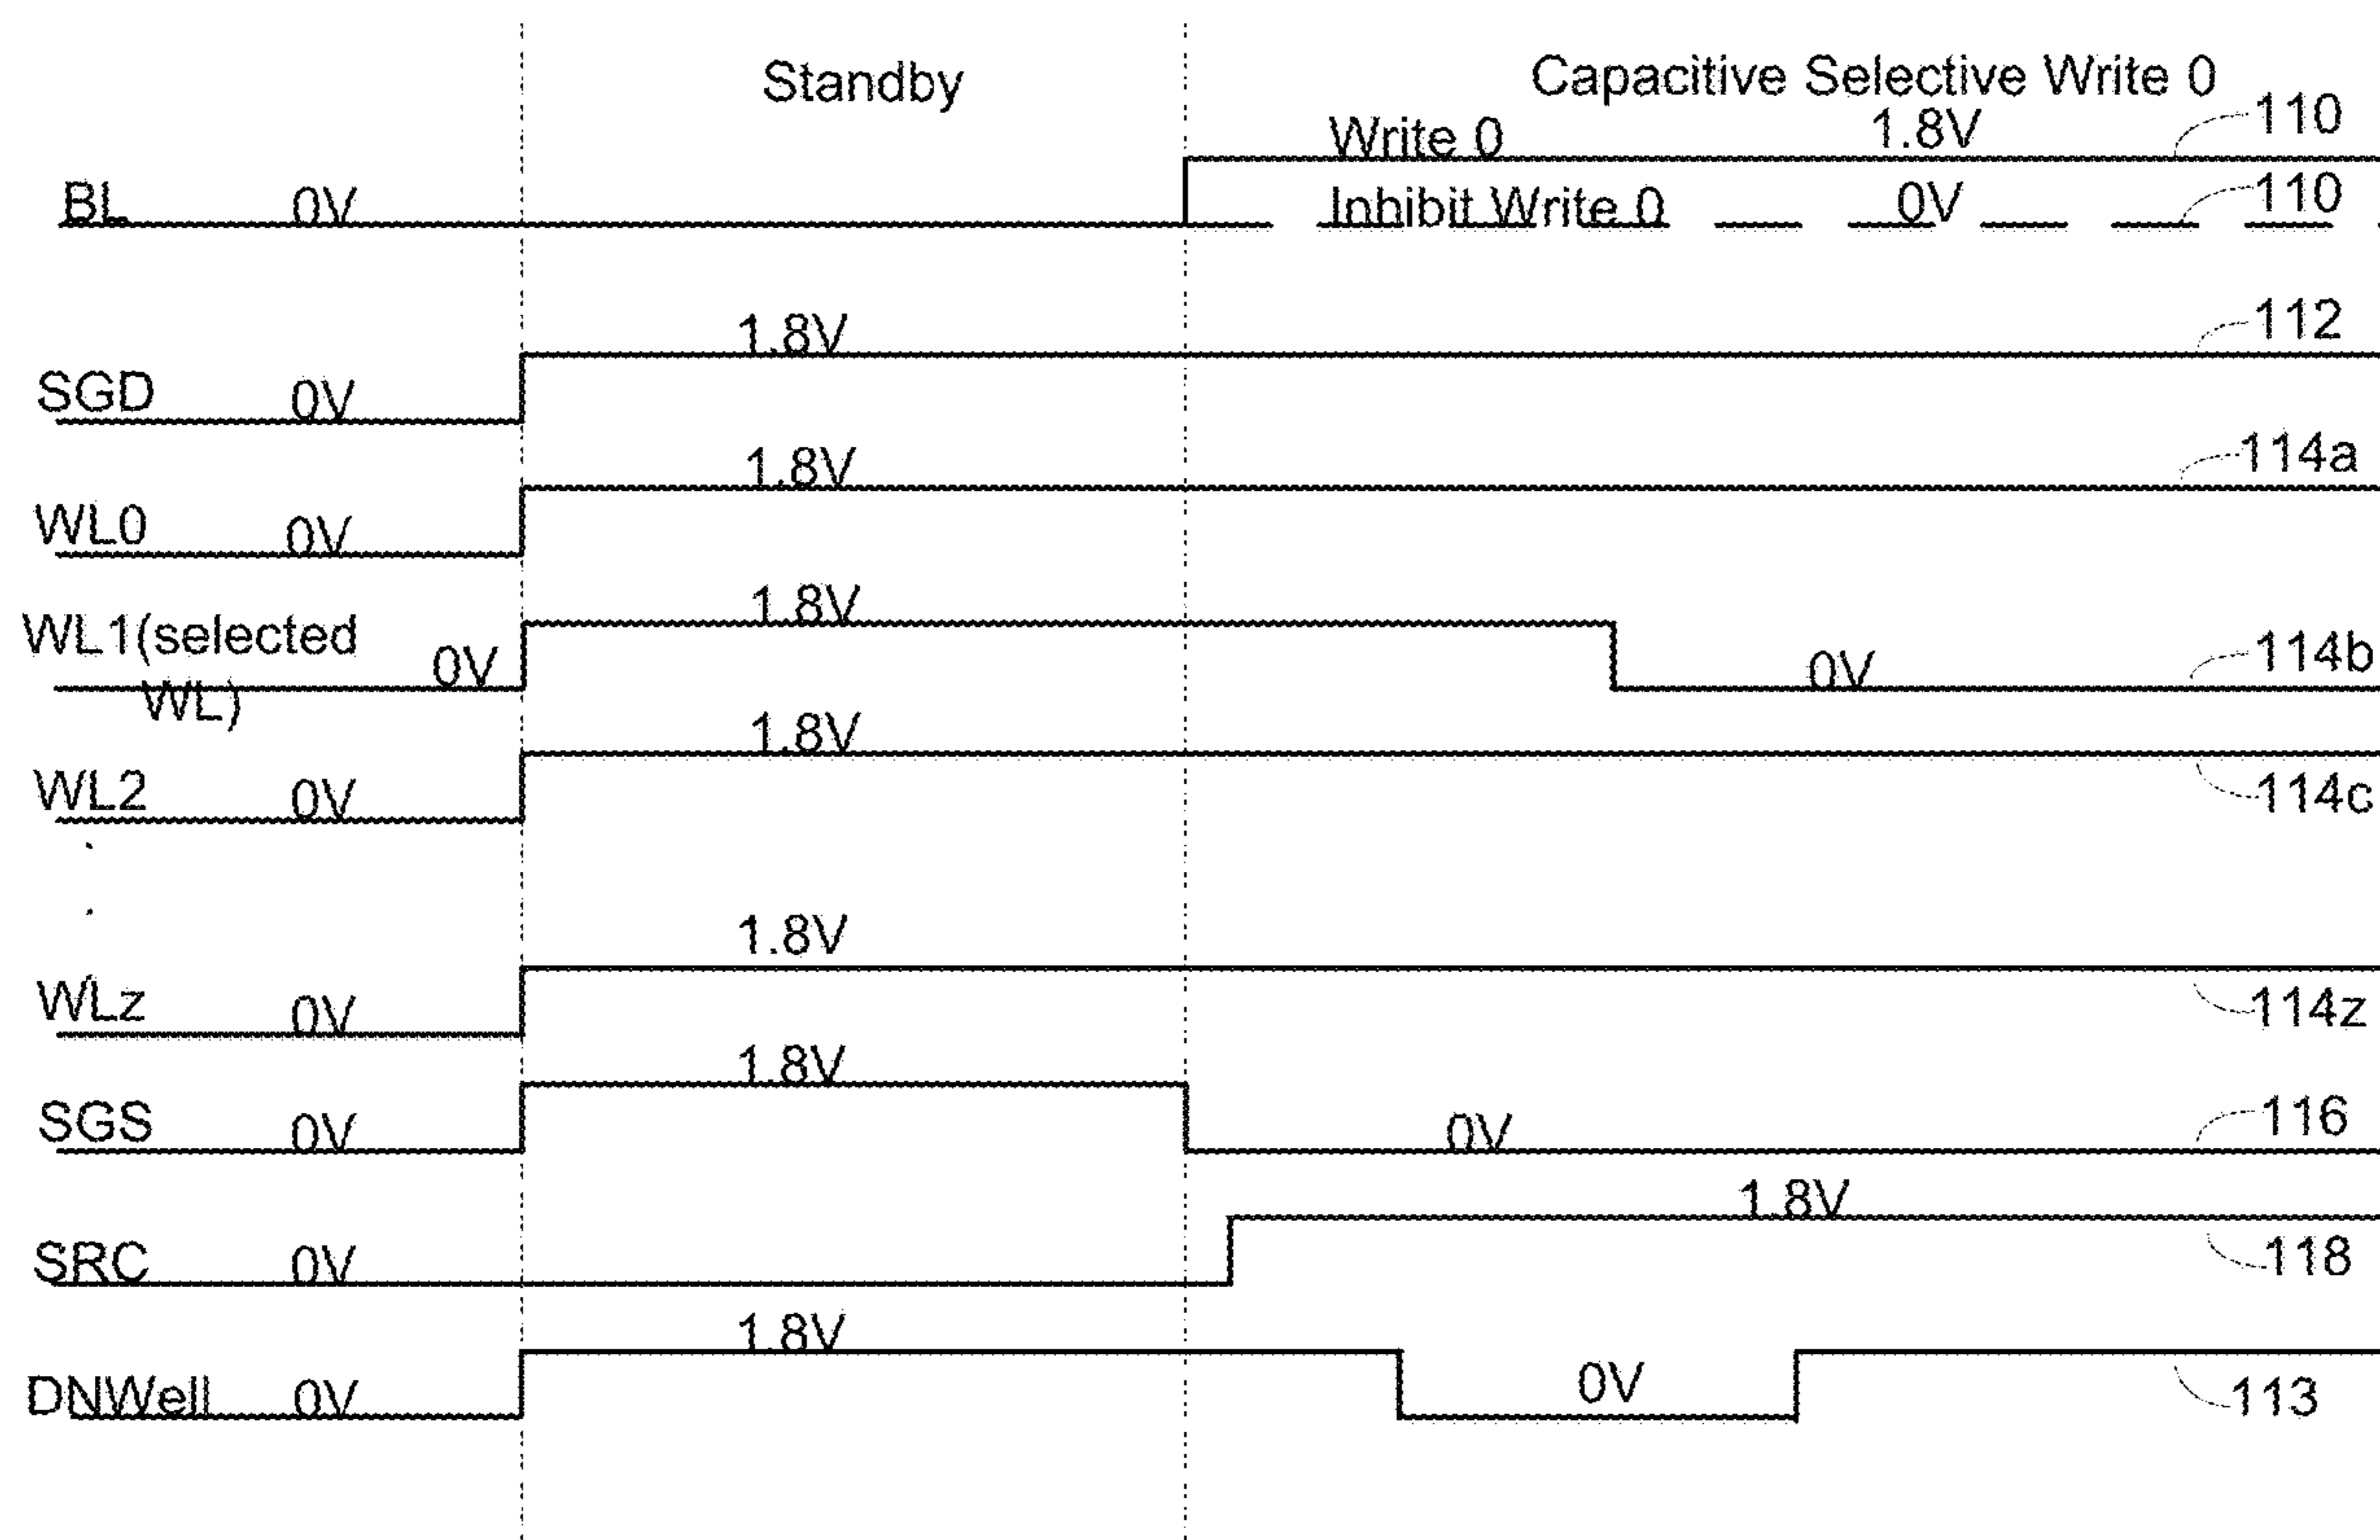 Standby
Capacitive Selective Write 0
Write 0 1.8V 110
BL 0V Inhibit Write 0 0V 110
1.8V 112
SGD 0V
1.8V 114a
WL0 0V
1.8V
WL1(selected 0V 0V 114b
WL)
1.8V
WL2 0V 114c
1.8V
WLz 0V 114z
1.8V
SGS 0V 0V 116
1.8V
SRC 0V 118
1.8V
DNWell 0V 0V 113